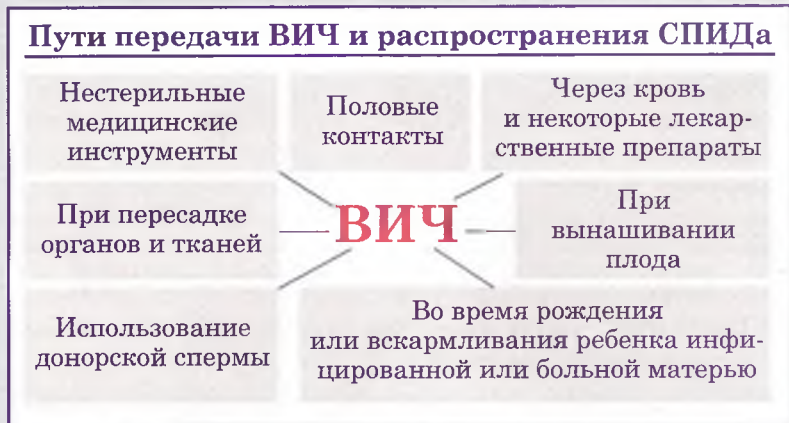 Пути передачи ВИЧ и распространения СПИДа
Нестерильные
медицинские
инструменты
Половые
контакты
Через кровь
и некоторые лекар-
ственные препараты
При пересадке
органов и тканей
ВИЧ
При
вынашивании
плода
Использование
донорской спермы
Во время рождения
или вскармливания ребенка инфи-
цированной или больной матерью